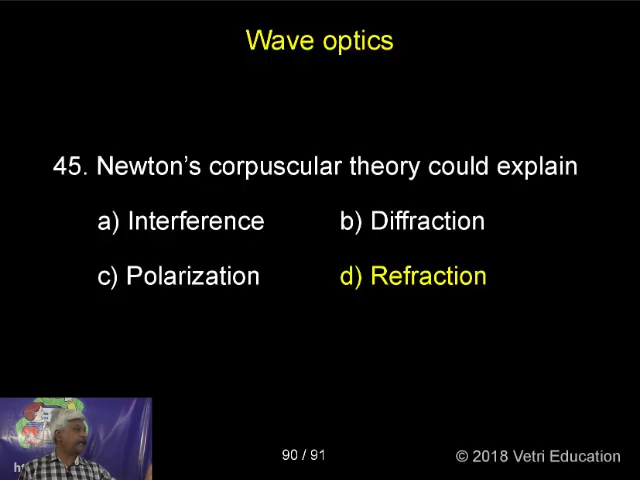 Wave optics
45. Newton's corpuscular theory could explain
a) Interference b) Diffraction
c) Polarization d) Refraction
90 / 91
© 2018 Vetri Education